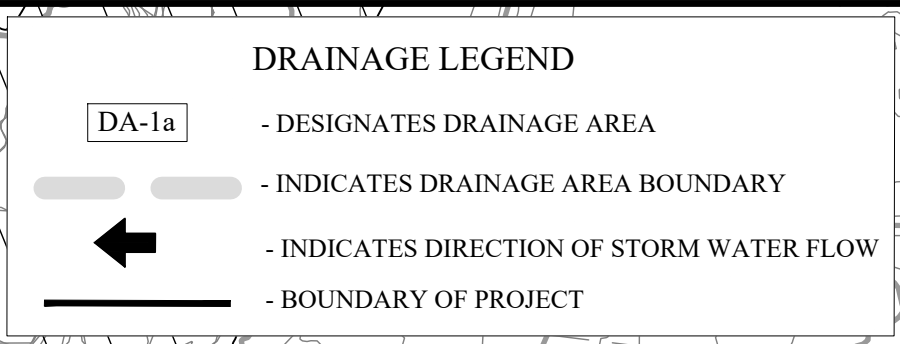 DRAINAGE LEGEND
DA-1a - DESIGNATES DRAINAGE AREA
- INDICATES DRAINAGE AREA BOUNDARY
- INDICATES DIRECTION OF STORM WATER FLOW
- BOUNDARY OF PROJECT